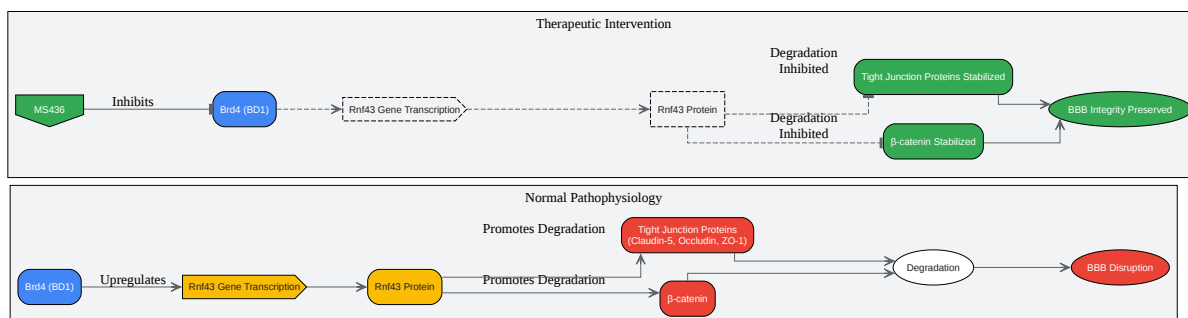 Therapeutic Intervention
Degradation
Inhibited
Tight Junction Proteins Stabilized
MS436
Inhibits
Brd4 (BD1)
Rnf43 Gene Transcription
Rnf43 Protein
BBB Integrity Preserved
Degradation
Inhibited
β-catenin Stabilized
Normal Pathophysiology
Promotes Degradation
Tight Junction Proteins
(Claudin-5, Occludin, ZO-1)
Brd4 (BD1)
Upregulates
Rnf43 Gene Transcription
Rnf43 Protein
Promotes Degradation
β-catenin
Degradation
BBB Disruption